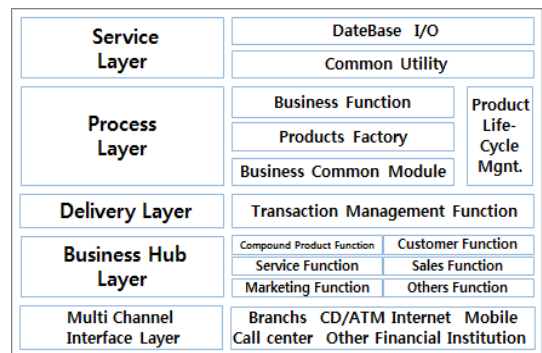 Service
Layer
DateBase I/O
Common Utility
Process
Layer
Business Function
Products Factory
Business Common Module
Product
Life-
Cycle
Mgnt.
Delivery Layer
Transaction Management Function
Business Hub
Layer
Compound Product Function
Customer Function
Service Function
Sales Function
Marketing Function
Others Function
Multi Channel
Interface Layer
Branchs CD/ATM Internet Mobile
Call center Other Financial Institution